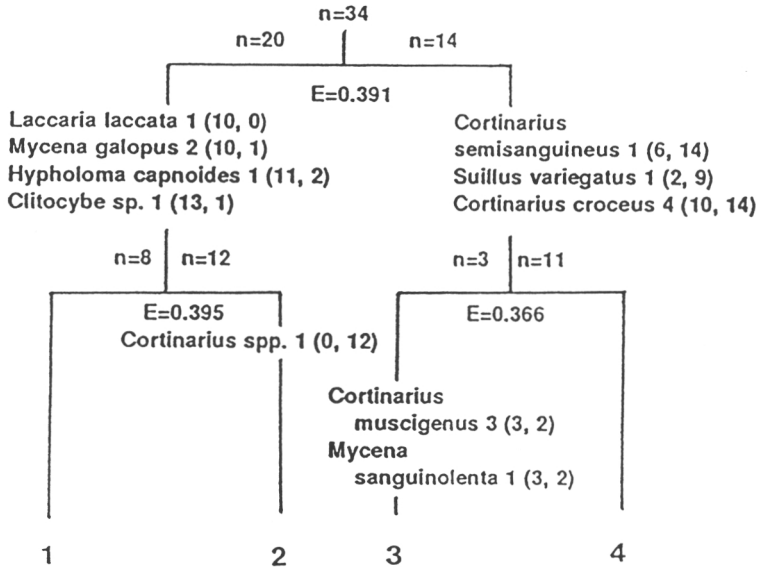 n=34
n=20
n=14
E=0.391
Laccaria laccata 1 (10, 0)
Mycena galopus 2 (10, 1)
Hypholoma capnoides 1 (11, 2)
Clitocybe sp. 1 (13, 1)
Cortinarius
semisanguineus 1 (6, 14)
Suillus variegatus 1 (2, 9)
Cortinarius croceus 4 (10, 14)
n=8
n=12
n=3
n=11
E=0.395
Cortinarius spp. 1 (0, 12)
E=0.366
Cortinarius
muscigenus 3 (3, 2)
Mycena
sanguinolenta 1 (3, 2)
1
2
3
4